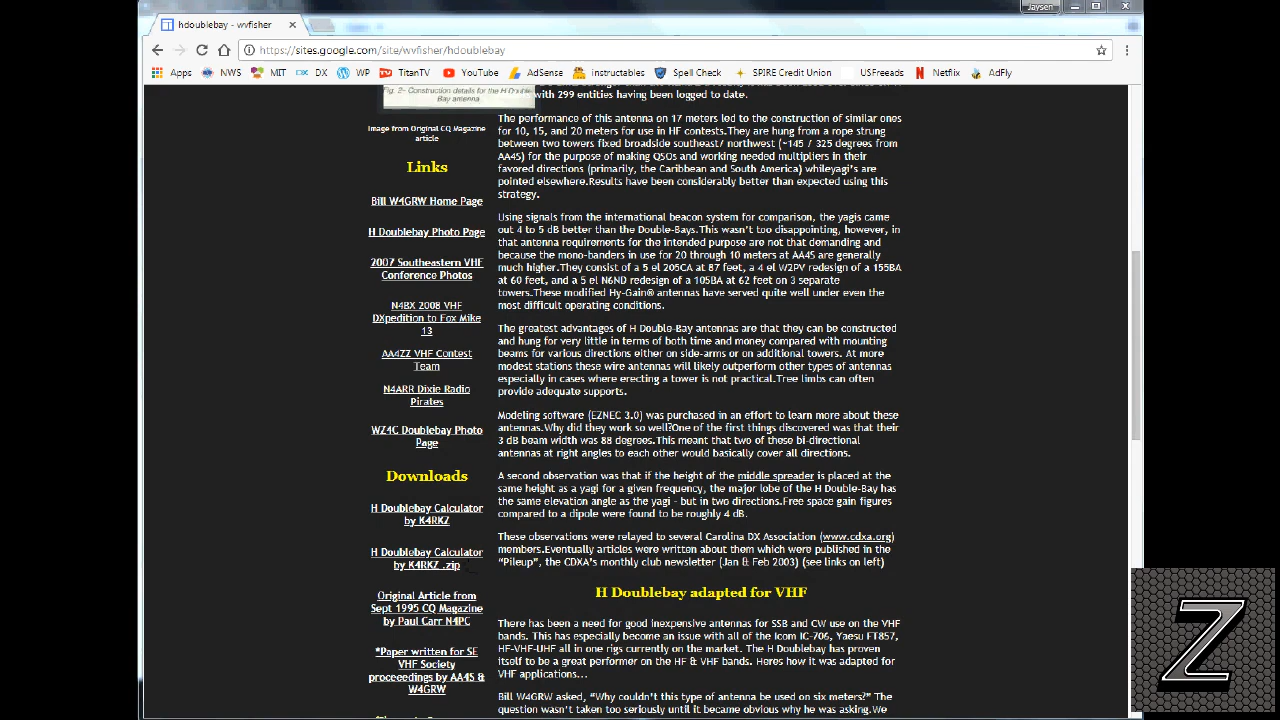 Jaysen
hdoublebay - wvfisher
https://sites.google.com/site/wvfisher/hdoublebay
Apps NWS MIT DX WP TitanTV YouTube AdSense instructables Spell Check SPIRE Credit Union USFreeads Netflix AdFly
Fig. 2- Construction details for the H Double
Bay antenna
Image from Original CQ Magazine
article
Links
Bill W4GRW Home Page
H Doublebay Photo Page
2007 Southeastern VHF
Conference Photos
N4BX 2008 VHF
DXpedition to Fox Mike
13
AA4ZZ VHF Contest
Team
N4ARR Dixie Radio
Pirates
WZ4C Doublebay Photo
Page
Downloads
H Doublebay Calculator
by K4RKZ
H Doublebay Calculator
by K4RKZ .zip
Original Article from
Sept 1995 CQ Magazine
by Paul Carr N4PC
*Paper written for SE
VHF Society
proceeedings by AA45 &
W4GRW
with 299 entities having been logged to date.
The performance of this antenna on 17 meters led to the construction of similar ones
for 10, 15, and 20 meters for use in HF contests.They are hung from a rope strung
between two towers fixed broadside southeast/ northwest (~145 / 325 degrees from
AA45) for the purpose of making QSOs and working needed multipliers in their
favored directions (primarily, the Caribbean and South America) whileyagi's are
pointed elsewhere.Results have been considerably better than expected using this
strategy.
Using signals from the international beacon system for comparison, the yagis came
out 4 to 5 dB better than the Double-Bays.This wasn't too disappointing, however, in
that antenna requirements for the intended purpose are not that demanding and
because the mono-banders in use for 20 through 10 meters at AA45 are generally
much higher.They consist of a 5 el 205CA at 87 feet, a 4 el W2PV redesign of a 155BA
at 60 feet, and a 5 el N6ND redesign of a 105BA at 62 feet on 3 separate
towers.These modified Hy-Gain® antennas have served quite well under even the
most difficult operating conditions.
The greatest advantages of H Double-Bay antennas are that they can be constructed
and hung for very little in terms of both time and money compared with mounting
beams for various directions either on side-arms or on additional towers. At more
modest stations these wire antennas will likely outperform other types of antennas
especially in cases where erecting a tower is not practical.Tree limbs can often
provide adequate supports.
Modeling software (EZNEC 3.0) was purchased in an effort to learn more about these
antennas.Why did they work so well?One of the first things discovered was that their
3 dB beam width was 88 degrees.This meant that two of these bi-directional
antennas at right angles to each other would basically cover all directions.
A second observation was that if the height of the middle spreader is placed at the
same height as a yagi for a given frequency, the major lobe of the H Double-Bay has
the same elevation angle as the yagi - but in two directions.Free space gain figures
compared to a dipole were found to be roughly 4 dB.
These observations were relayed to several Carolina DX Association (www.cdxa.org)
members.Eventually articles were written about them which were published in the
“Pileup”, the CDXA's monthly club newsletter (Jan & Feb 2003) (see links on left)
H Doublebay adapted for VHF
There has been a need for good inexpensive antennas for SSB and CW use on the VHF
bands. This has especially become an issue with all of the Icom IC-706, Yaesu FT857,
HF-VHF-UHF all in one rigs currently on the market. The H Doublebay has proven
itself to be a great performer on the HF & VHF bands. Heres how it was adapted for
VHF applications...
Bill W4GRW asked, “Why couldn't this type of antenna be used on six meters?” The
question wasn't taken too seriously until it became obvious why he was asking.We
Z